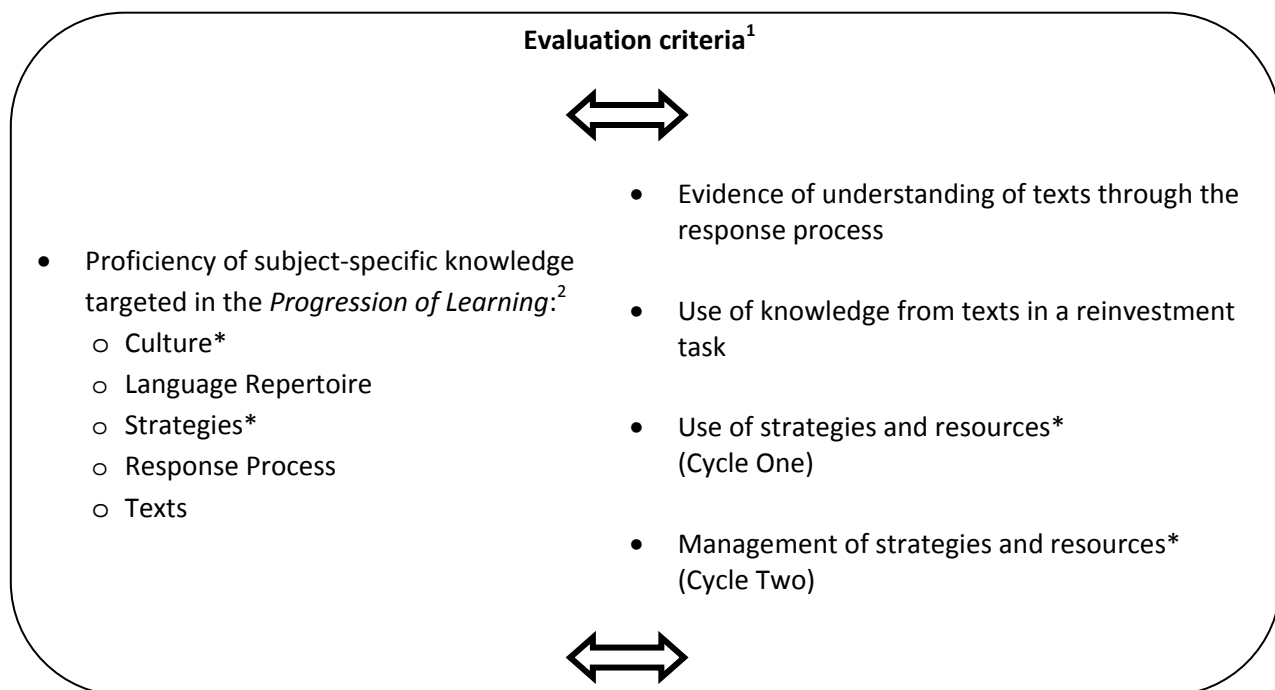 Evaluation criteria1
• Proficiency of subject-specific knowledge
targeted in the Progression of Learning:2
o Culture*
o Language Repertoire
o Strategies*
o Response Process
o Texts
• Evidence of understanding of texts through the
response process
• Use of knowledge from texts in a reinvestment
task
• Use of strategies and resources*
(Cycle One)
• Management of strategies and resources*
(Cycle Two)